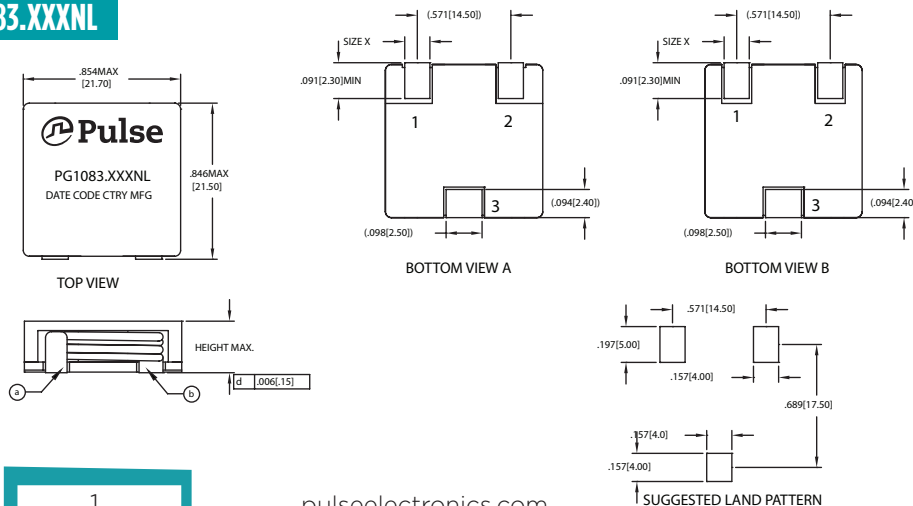 83.XXXNL
.854MAX
[21.70]
Pulse
PG1083.XXXNL
DATE CODE CTRY MFG
.846MAX
[21.50]
TOP VIEW
HEIGHT MAX.
a
b
d .006[.15]
(.571[14.50])
SIZE X
.091[2.30]MIN
1
2
3
(.094[2.40])
(.098[2.50])
BOTTOM VIEW A
(.571[14.50])
SIZE X
.091[2.30]MIN
1
2
3
(.094[2.40
(.098[2.50])
BOTTOM VIEW B
.571[14.50]
.197[5.00]
.157[4.00]
.689[17.50]
.157[4.0]
.157[4.00]
SUGGESTED LAND PATTERN
1
pulseelectronics.com